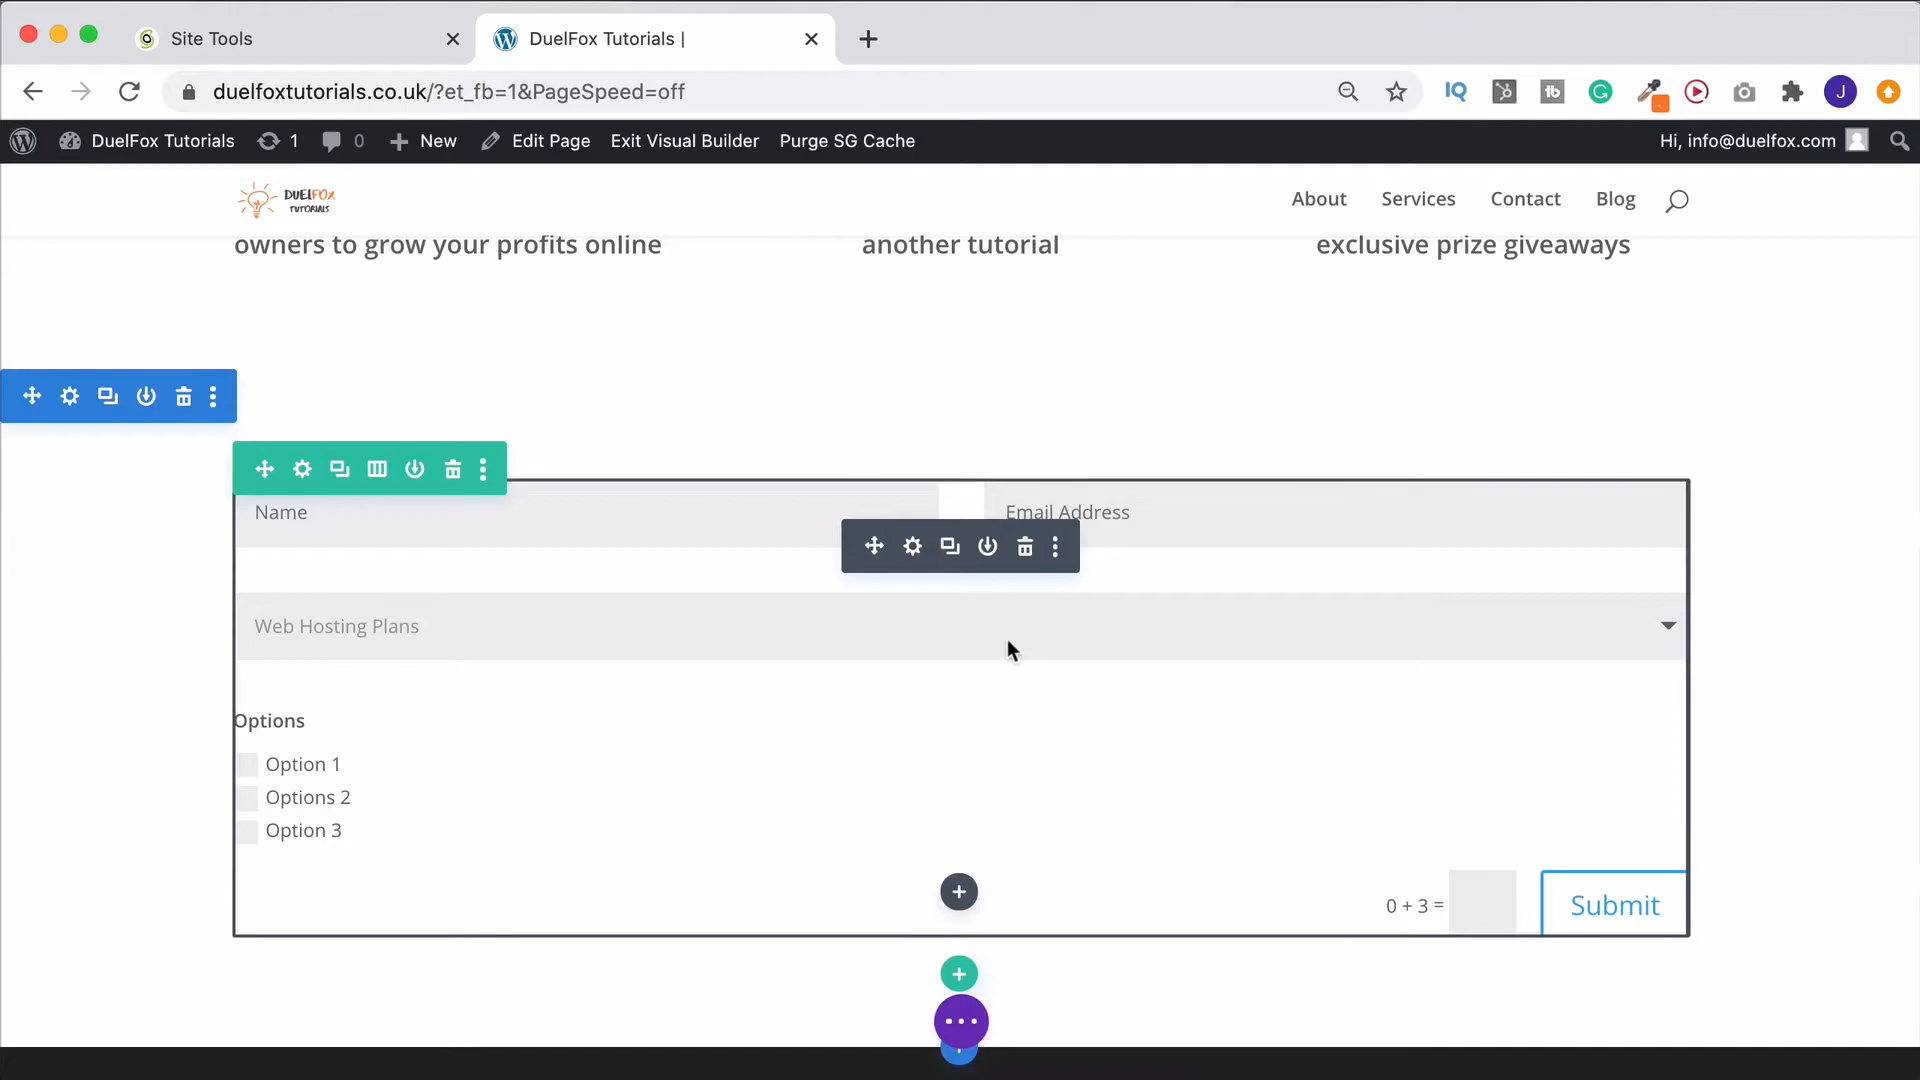 Site Tools
DuelFox Tutorials |
duelfoxtutorials.co.uk/?et_fb=1&PageSpeed=off
IQ
tb
J
DuelFox Tutorials 1 0 New Edit Page Exit Visual Builder Purge SG Cache
Hi, info@duelfox.com
DUELFOX
TUTORIALS
About Services Contact Blog
owners to grow your profits online
another tutorial
exclusive prize giveaways
Name
Email Address
Web Hosting Plans
Options
Option 1
Options 2
Option 3
0 + 3 =
Submit